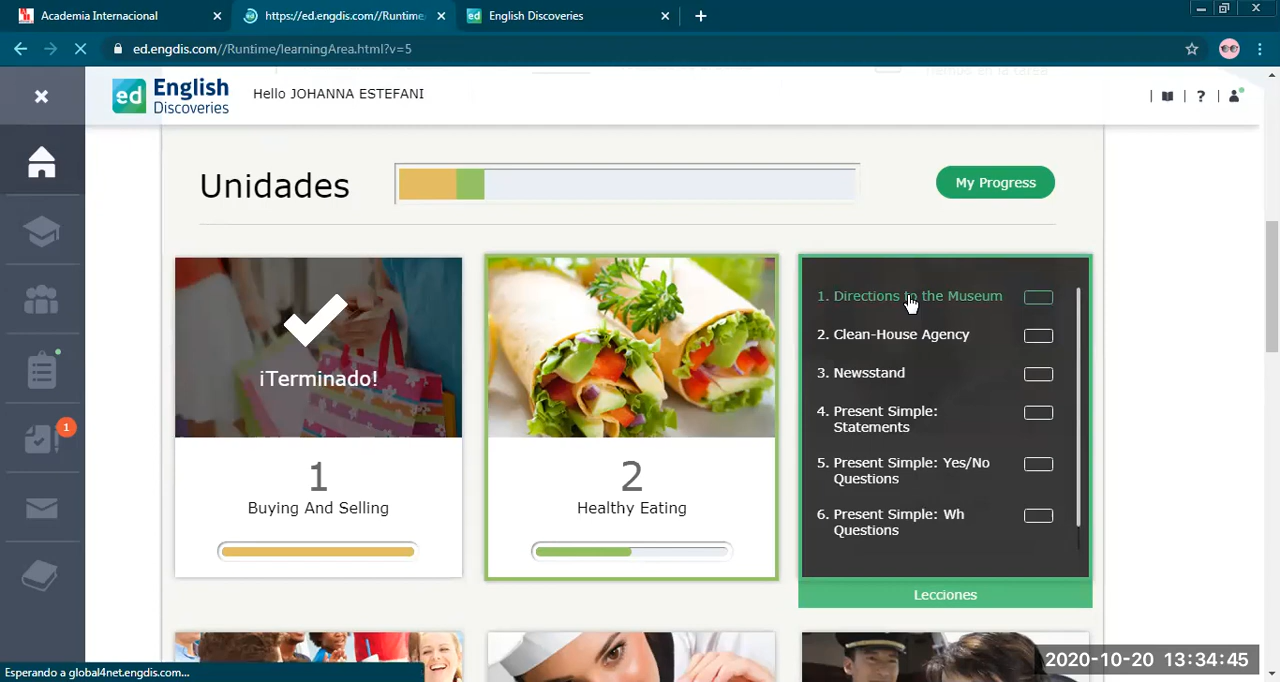 Academia Internacional
https://ed.engdis.com//Runtime
English Discoveries
ed.engdis.com//Runtime/learningArea.html?v=5
ed English Discoveries
Hello JOHANNA ESTEFANI
?
Unidades
My Progress
¡Terminado!
1
Buying And Selling
2
Healthy Eating
1. Directions to the Museum
2. Clean-House Agency
3. Newsstand
4. Present Simple:
Statements
5. Present Simple: Yes/No
Questions
6. Present Simple: Wh
Questions
Lecciones
1
Esperando a global4net.engdis.com...
2020-10-20 13:34:45